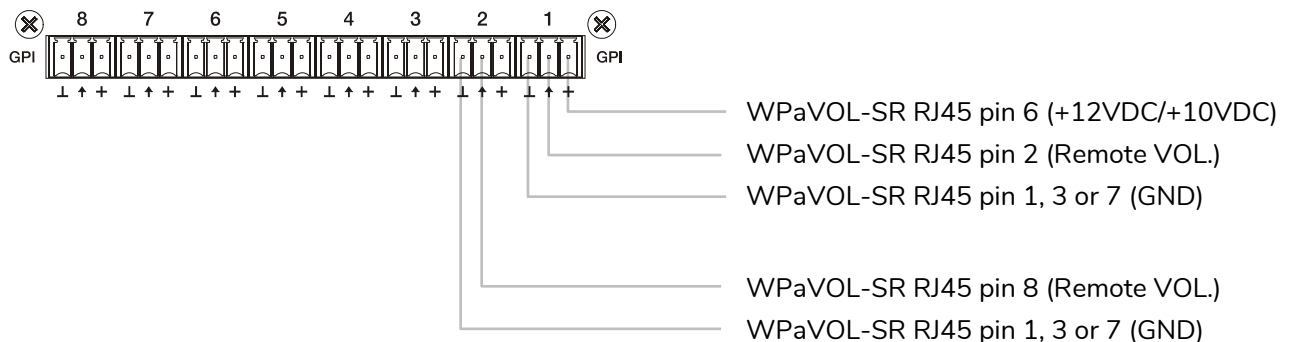 8 7 6 5 4 3 2 1
GPI GPI
⊥ ↑ + ⊥ ↑ + ⊥ ↑ + ⊥ ↑ + ⊥ ↑ + ⊥ ↑ + ⊥ ↑ + ⊥ ↑ +
WPaVOL-SR RJ45 pin 6 (+12VDC/+10VDC)
WPaVOL-SR RJ45 pin 2 (Remote VOL.)
WPaVOL-SR RJ45 pin 1, 3 or 7 (GND)
WPaVOL-SR RJ45 pin 8 (Remote VOL.)
WPaVOL-SR RJ45 pin 1, 3 or 7 (GND)